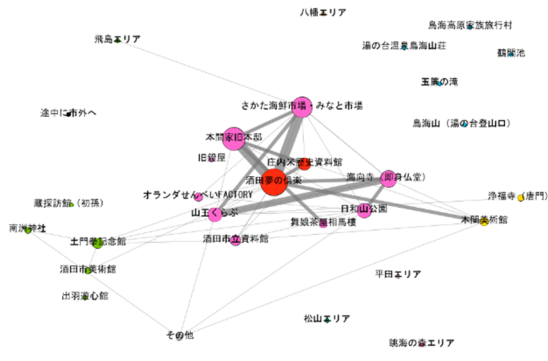 八幡エリア
飛島エリア
鳥海高原家族旅行村
湯の台温泉鳥海山荘
鶴間池
玉簾の滝
さかた海鮮市場・みなと市場
途中に市外へ
鳥海山（湯の台登山口）
本間家旧本邸
旧鐙屋
庄内米歴史資料館
酒田夢の倶楽
海向寺（即身仏堂）
オランダせんべいFACTORY
浄福寺（唐門）
蔵探訪館（初孫）
山王くらぶ
日和山公園
本間美術館
南洲神社
舞娘茶屋相馬樓
土門拳記念館
酒田市立資料館
酒田市美術館
平田エリア
出羽遊心館
松山エリア
その他
眺海の森エリア